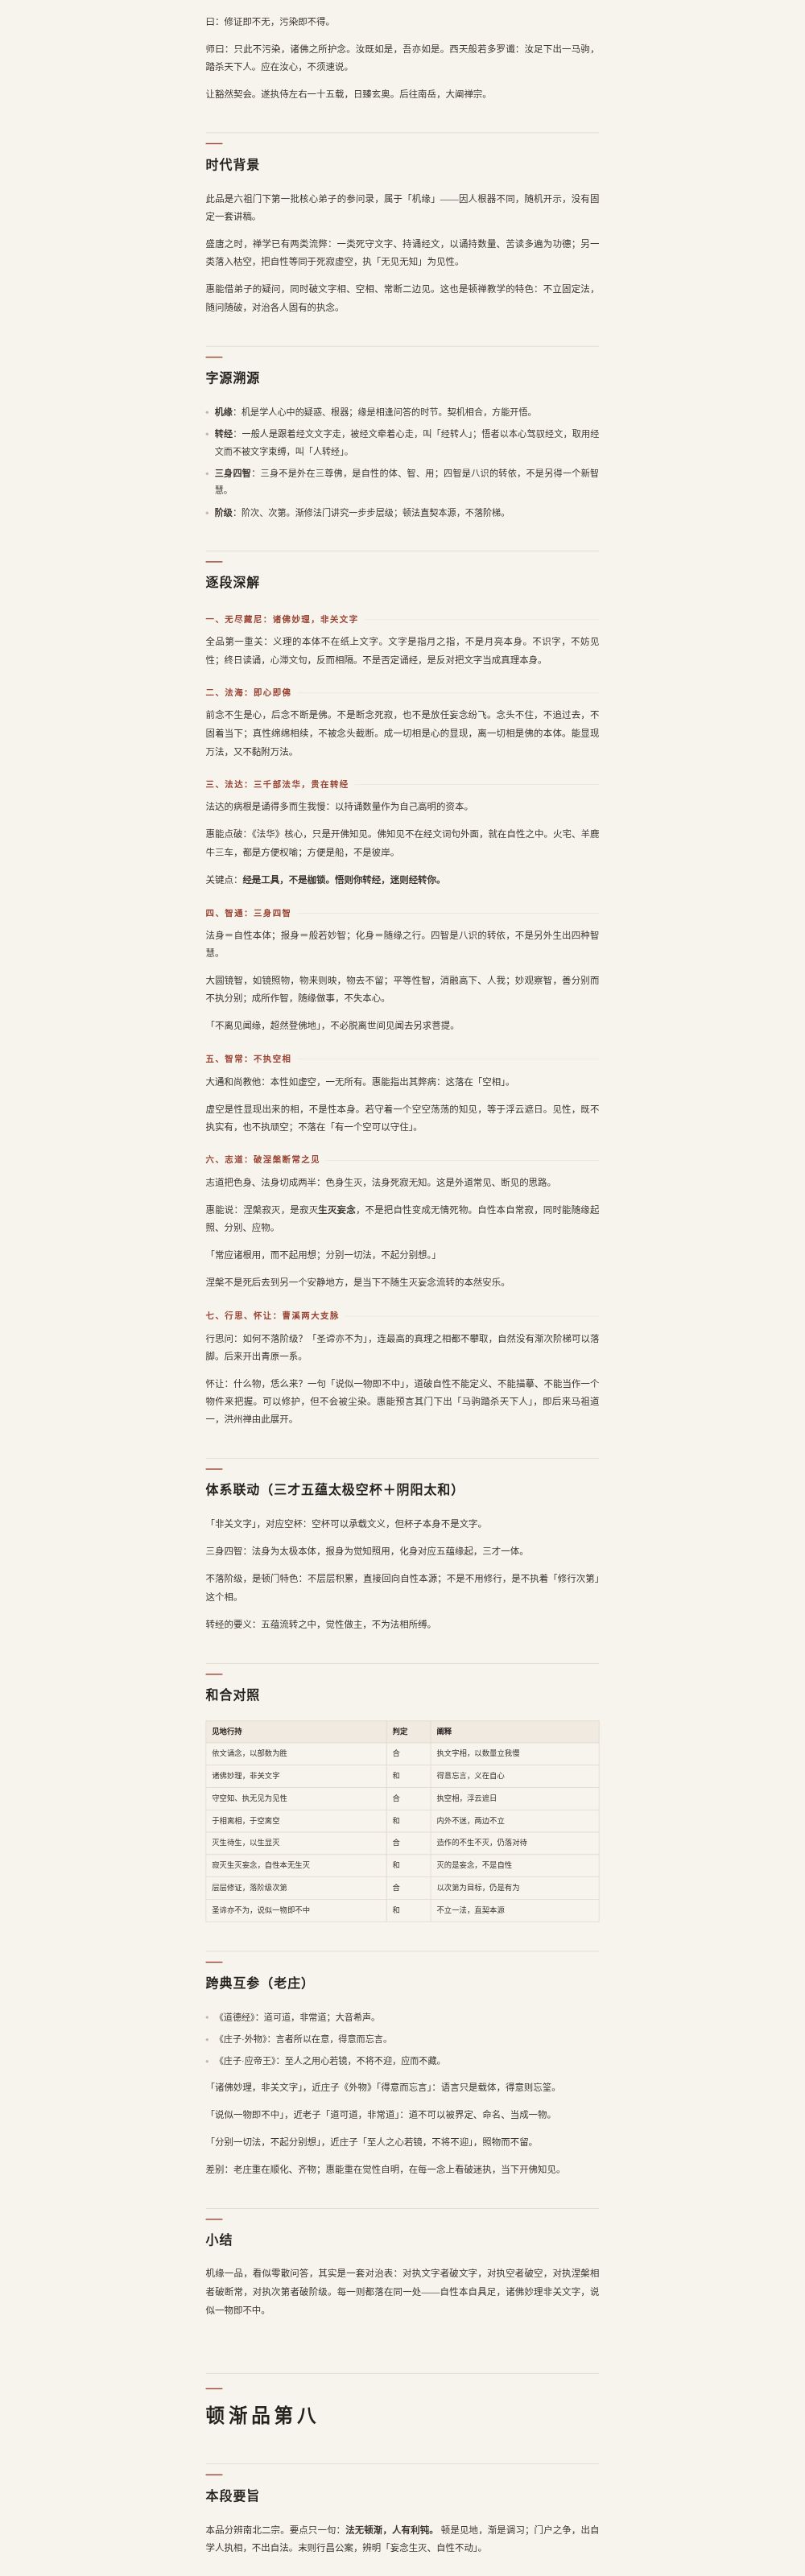 曰：修证即不无，污染即不得。
师曰：只此不污染，诸佛之所护念。汝既如是，吾亦如是。西天般若多罗谶：汝足下出一马驹，
踏杀天下人。应在汝心，不须速说。
让豁然契会。遂执侍左右一十五载，日臻玄奥。后往南岳，大阐禅宗。
时代背景
此品是六祖门下第一批核心弟子的参问录，属于「机缘」——因人根器不同，随机开示，没有固
定一套讲稿。
盛唐之时，禅学已有两类流弊：一类死守文字、持诵经文，以诵持数量、苦读多遍为功德；另一
类落入枯空，把自性等同于死寂虚空，执「无见无知」为见性。
惠能借弟子的疑问，同时破文字相、空相、常断二边见。这也是顿禅教学的特色：不立固定法，
随问随破，对治各人固有的执念。
字源溯源
机缘：机是学人心中的疑惑、根器；缘是相逢问答的时节。契机相合，方能开悟。
转经：一般人是跟着经文文字走，被经文牵着心走，叫「经转人」；悟者以本心驾驭经文，取用经
文而不被文字束缚，叫「人转经」。
三身四智：三身不是外在三尊佛，是自性的体、智、用；四智是八识的转依，不是另得一个新智
慧。
阶级：阶次、次第。渐修法门讲究一步步层级；顿法直契本源，不落阶梯。
逐段深解
一、无尽藏尼：诸佛妙理，非关文字
全品第一重关：义理的本体不在纸上文字。文字是指月之指，不是月亮本身。不识字，不妨见
性；终日读诵，心滞文句，反而相隔。不是否定诵经，是反对把文字当成真理本身。
二、法海：即心即佛
前念不生是心，后念不断是佛。不是断念死寂，也不是放任妄念纷飞。念头不住，不追过去，不
固着当下；真性绵绵相续，不被念头截断。成一切相是心的显现，离一切相是佛的本体。能显现
万法，又不黏附万法。
三、法达：三千部法华，贵在转经
法达的病根是诵得多而生我慢：以持诵数量作为自己高明的资本。
惠能点破：《法华》核心，只是开佛知见。佛知见不在经文词句外面，就在自性之中。火宅、羊鹿
牛三车，都是方便权喻；方便是船，不是彼岸。
关键点：经是工具，不是枷锁。悟则你转经，迷则经转你。
四、智通：三身四智
法身＝自性本体；报身＝般若妙智；化身＝随缘之行。四智是八识的转依，不是另外生出四种智
慧。
大圆镜智，如镜照物，物来则映，物去不留；平等性智，消融高下、人我；妙观察智，善分别而
不执分别；成所作智，随缘做事，不失本心。
「不离见闻缘，超然登佛地」，不必脱离世间见闻去另求菩提。
五、智常：不执空相
大通和尚教他：本性如虚空，一无所有。惠能指出其弊病：这落在「空相」。
虚空是性显现出来的相，不是性本身。若守着一个空空荡荡的知见，等于浮云遮日。见性，既不
执实有，也不执顽空；不落在「有一个空可以守住」。
六、志道：破涅槃断常之见
志道把色身、法身切成两半：色身生灭，法身死寂无知。这是外道常见、断见的思路。
惠能说：涅槃寂灭，是寂灭生灭妄念，不是把自性变成无情死物。自性本自常寂，同时能随缘起
照、分别、应物。
「常应诸根用，而不起用想；分别一切法，不起分别想。」
涅槃不是死后去到另一个安静地方，是当下不随生灭妄念流转的本然安乐。
七、行思、怀让：曹溪两大支脉
行思问：如何不落阶级？「圣谛亦不为」，连最高的真理之相都不攀取，自然没有渐次阶梯可以落
脚。后来开出青原一系。
怀让：什么物，恁么来？一句「说似一物即不中」，道破自性不能定义、不能描摹、不能当作一个
物件来把握。可以修护，但不会被尘染。惠能预言其门下出「马驹踏杀天下人」，即后来马祖道
一，洪州禅由此展开。
体系联动（三才五蕴太极空杯＋阴阳太和）
「非关文字」，对应空杯：空杯可以承载文义，但杯子本身不是文字。
三身四智：法身为太极本体，报身为觉知照用，化身对应五蕴缘起，三才一体。
不落阶级，是顿门特色：不层层积累，直接回向自性本源；不是不用修行，是不执着「修行次第」
这个相。
转经的要义：五蕴流转之中，觉性做主，不为法相所缚。
和合对照
见地行持 判定 阐释
依文诵念，以部数为胜 合 执文字相，以数量立我慢
诸佛妙理，非关文字 和 得意忘言，义在自心
守空知、执无见为见性 合 执空相，浮云遮日
于相离相，于空离空 和 内外不迷，两边不立
灭生待生，以生显灭 合 造作的不生不灭，仍落对待
寂灭生灭妄念，自性本无生灭 和 灭的是妄念，不是自性
层层修证，落阶级次第 合 以次第为目标，仍是有为
圣谛亦不为，说似一物即不中 和 不立一法，直契本源
跨典互参（老庄）
《道德经》：道可道，非常道；大音希声。
《庄子·外物》：言者所以在意，得意而忘言。
《庄子·应帝王》：至人之用心若镜，不将不迎，应而不藏。
「诸佛妙理，非关文字」，近庄子《外物》「得意而忘言」：语言只是载体，得意则忘筌。
「说似一物即不中」，近老子「道可道，非常道」：道不可以被界定、命名、当成一物。
「分别一切法，不起分别想」，近庄子「至人之心若镜，不将不迎」，照物而不留。
差别：老庄重在顺化、齐物；惠能重在觉性自明，在每一念上看破迷执，当下开佛知见。
小结
机缘一品，看似零散问答，其实是一套对治表：对执文字者破文字，对执空者破空，对执涅槃相
者破断常，对执次第者破阶级。每一则都落在同一处——自性本自具足，诸佛妙理非关文字，说
似一物即不中。
顿渐品第八
本段要旨
本品分辨南北二宗。要点只一句：法无顿渐，人有利钝。 顿是见地，渐是调习；门户之争，出自
学人执相，不出自法。末则行昌公案，辨明「妄念生灭、自性不动」。